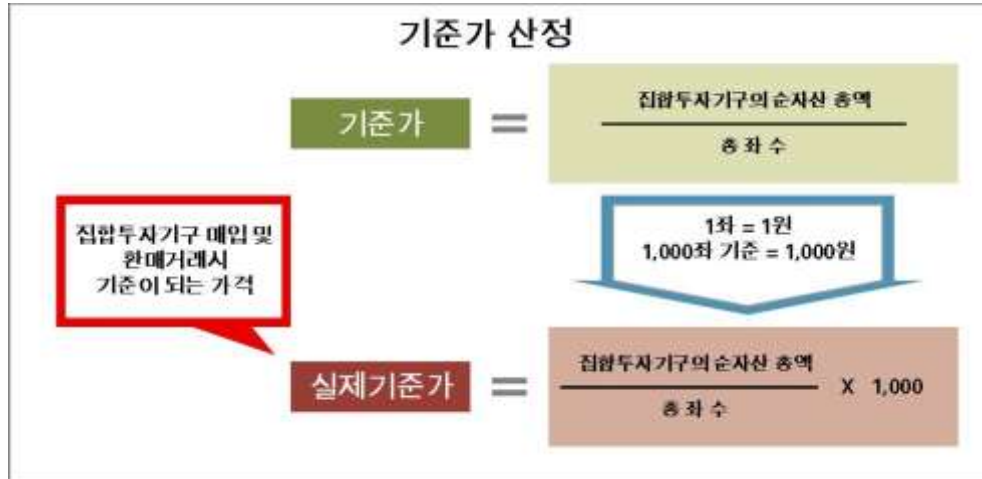 기준가 산정
기준가 = 집합투자기구의 순자산 총액
총 좌 수
집합투자기구 매입 및
환매거래시
기준이 되는 가격
1좌 = 1원
1,000좌 기준 = 1,000원
실제기준가 = 집합투자기구의 순자산 총액
총 좌 수
X 1,000